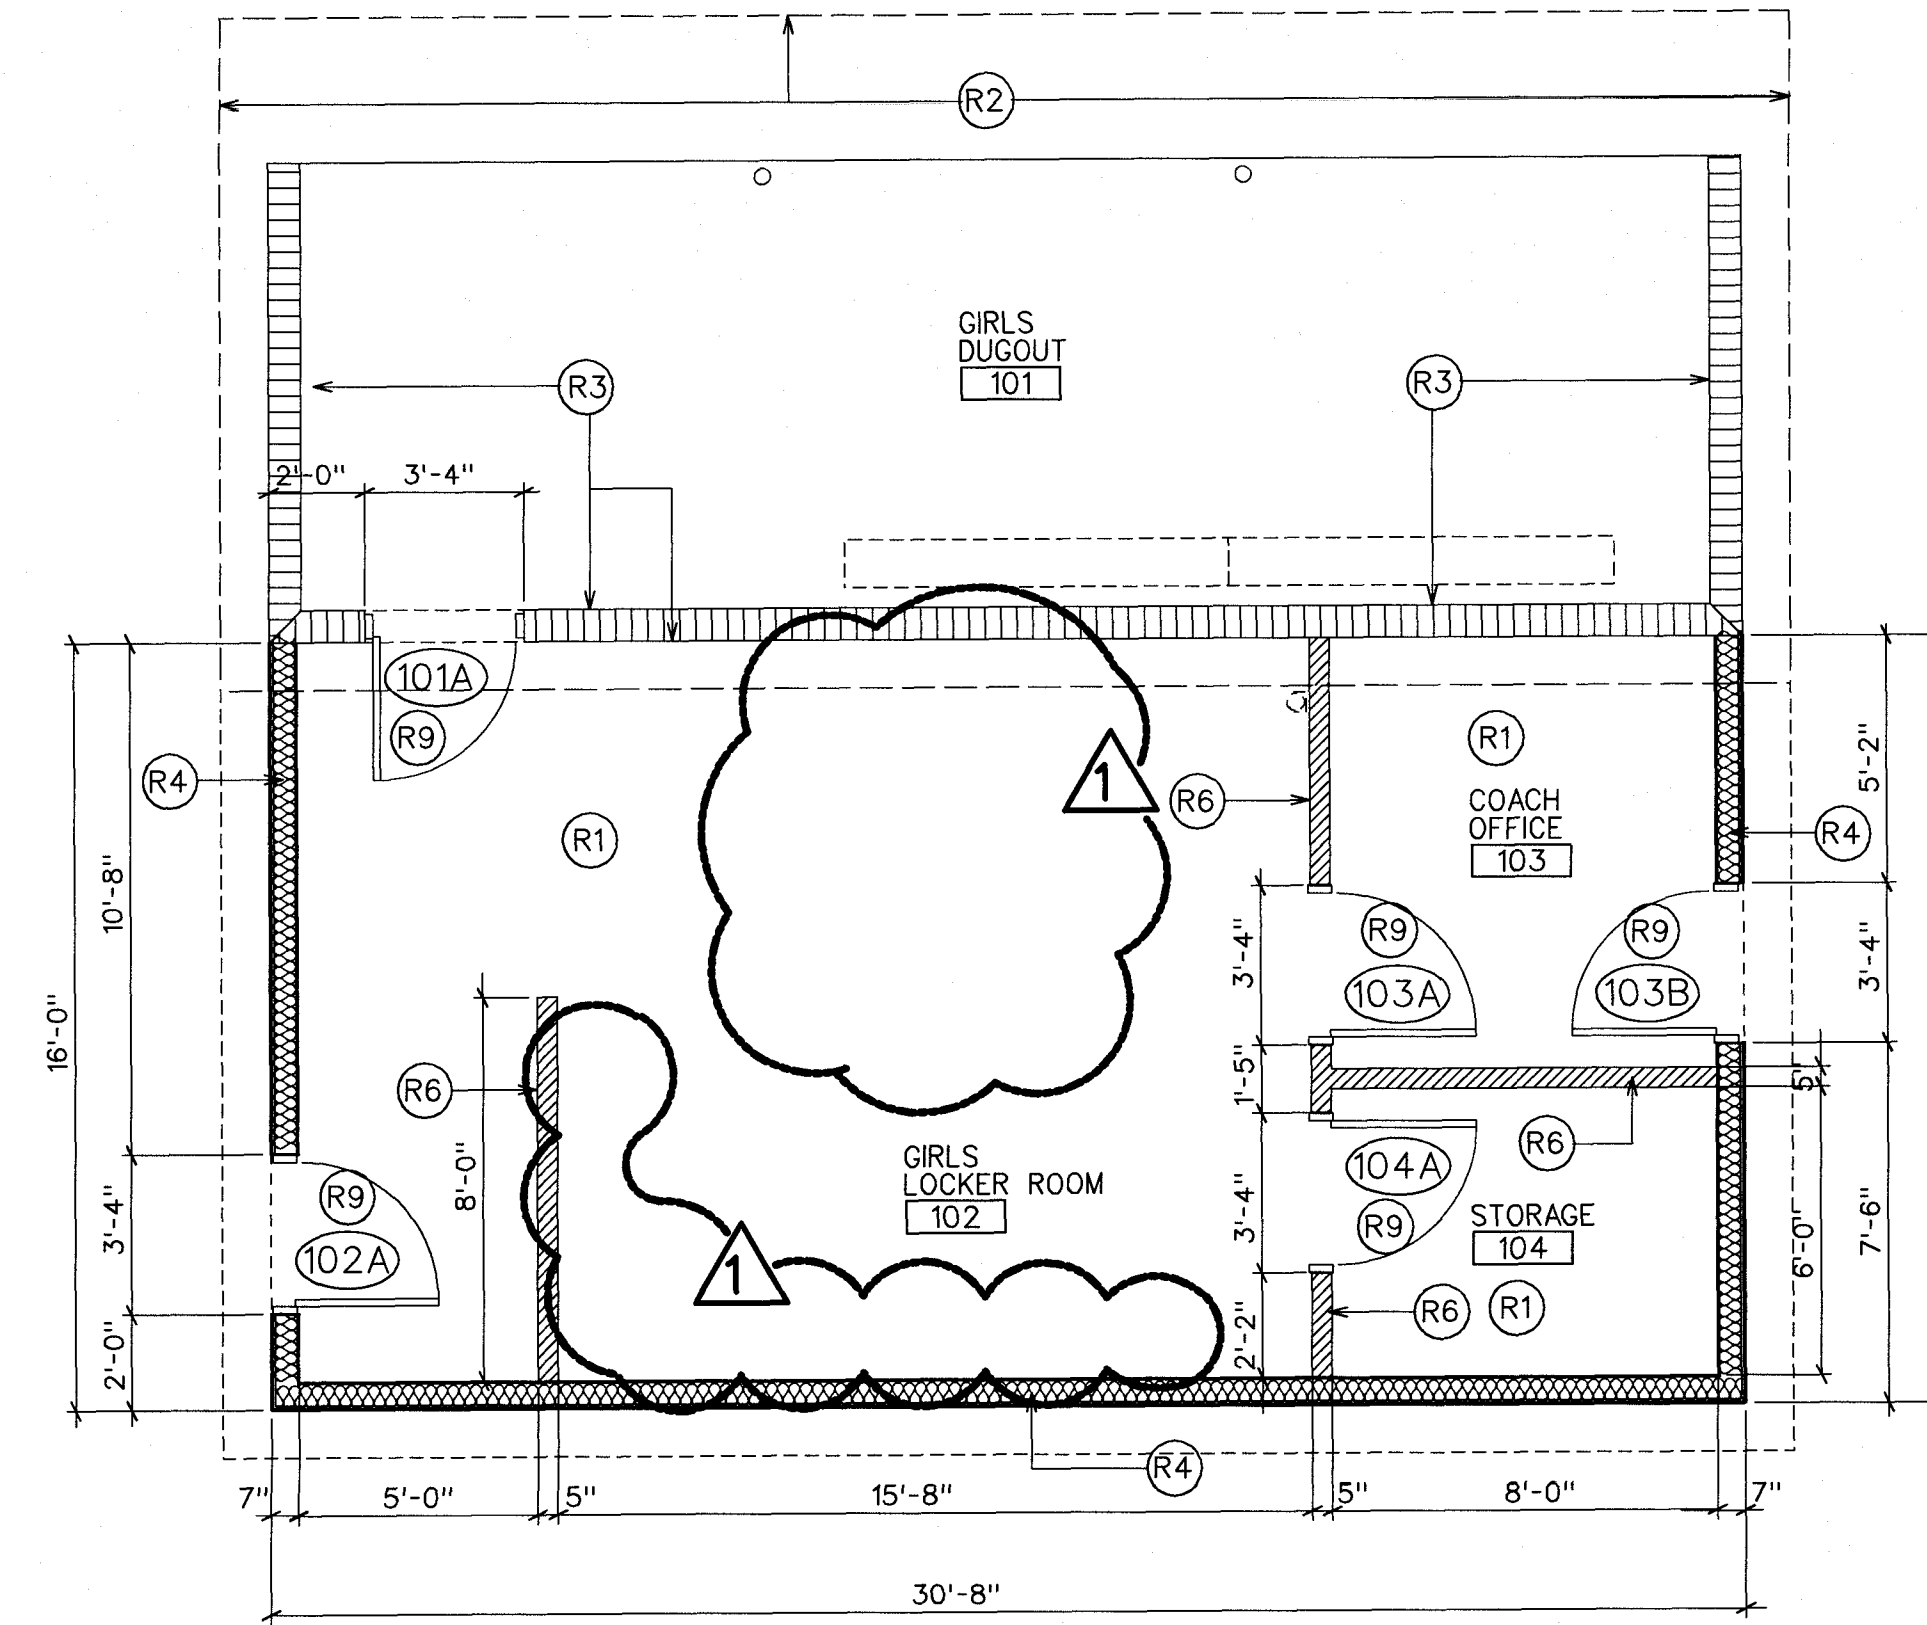 R2
GIRLS
DUGOUT
101
R3
R3
2'-0"
3'-4"
101A
R9
R4
R1
1
R6
R1
COACH
OFFICE
103
R4
5'-2"
10'-8"
16'-0"
3'-4"
R9
103A
R9
103B
3'-4"
R6
8'-0"
1'-5"
5"
R6
GIRLS
LOCKER ROOM
102
104A
R9
STORAGE
104
R9
102A
3'-4"
1
3'-4"
6'-0"
7'-6"
R6
R1
2'-0"
2'-2"
R4
7"
5'-0"
5"
15'-8"
5"
8'-0"
7"
30'-8"